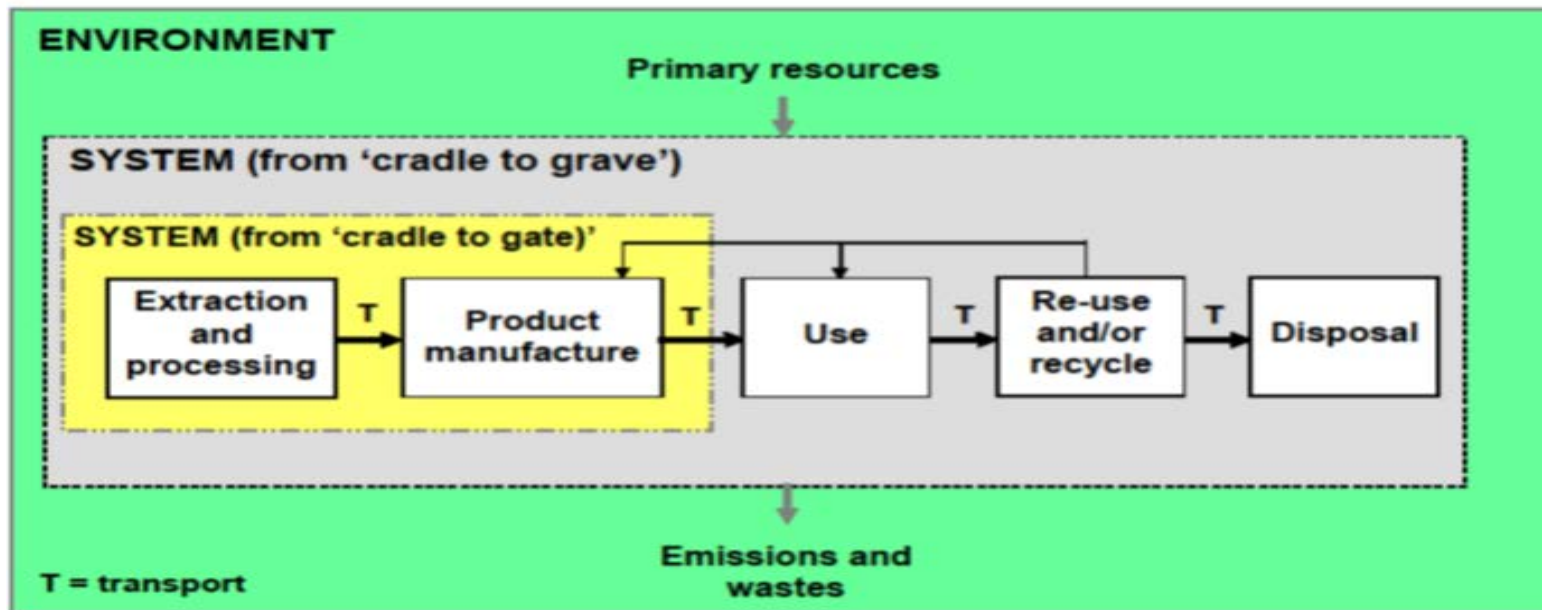 ENVIRONMENT
Primary resources
SYSTEM (from ‘cradle to grave’)
SYSTEM (from ‘cradle to gate)’
Extraction
and
processing
T
Product
manufacture
T
Use
T
Re-use
and/or
recycle
T
Disposal
Emissions and
wastes
T = transport